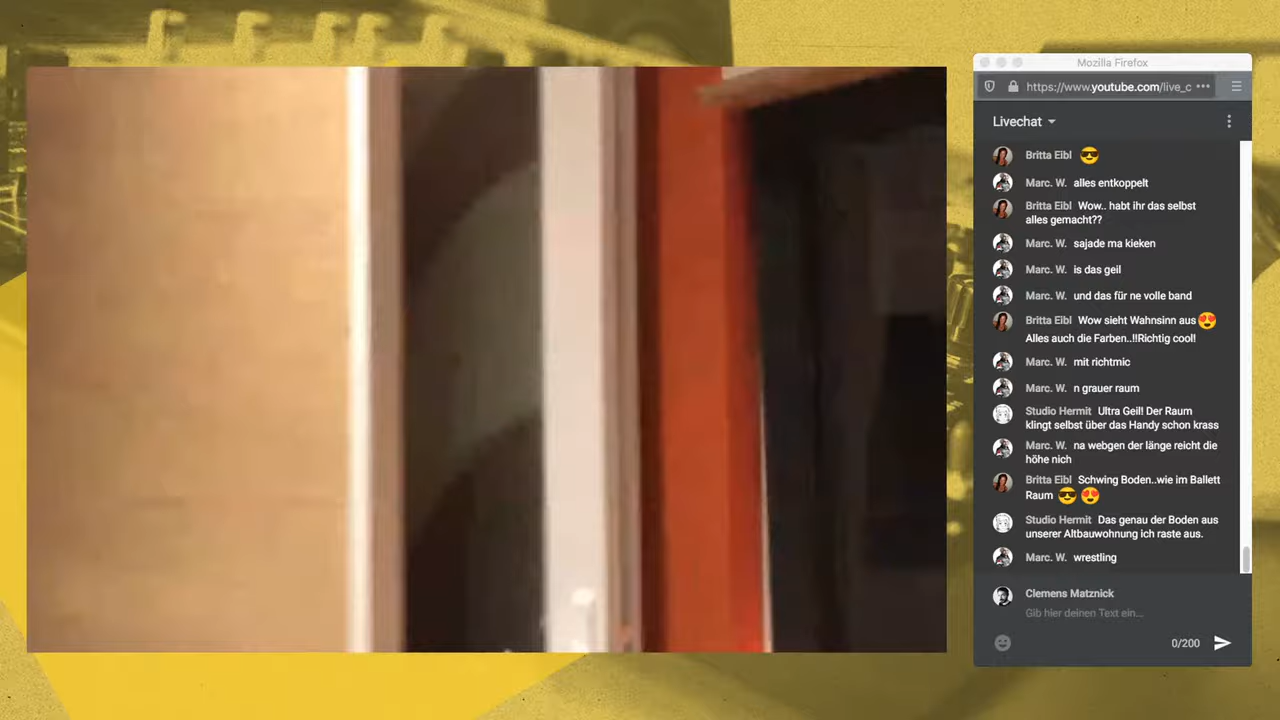 Mozilla Firefox
https://www.youtube.com/live_c
Livechat
Britta Eibl 😎
Marc. W. alles entkoppelt
Britta Eibl Wow.. habt ihr das selbst
alles gemacht??
Marc. W. sajade ma kieken
Marc. W. is das geil
Marc. W. und das für ne volle band
Britta Eibl Wow sieht Wahnsinn aus😍
Alles auch die Farben..!!Richtig cool!
Marc. W. mit richtmic
Marc. W. n grauer raum
Studio Hermit Ultra Geil! Der Raum
klingt selbst über das Handy schon krass
Marc. W. na webgen der länge reicht die
höhe nich
Britta Eibl Schwing Boden..wie im Ballett
Raum 😎 😍
Studio Hermit Das genau der Boden aus
unserer Altbauwohnung ich raste aus.
Marc. W. wrestling
Clemens Matznick
Gib hier deinen Text ein...
0/200